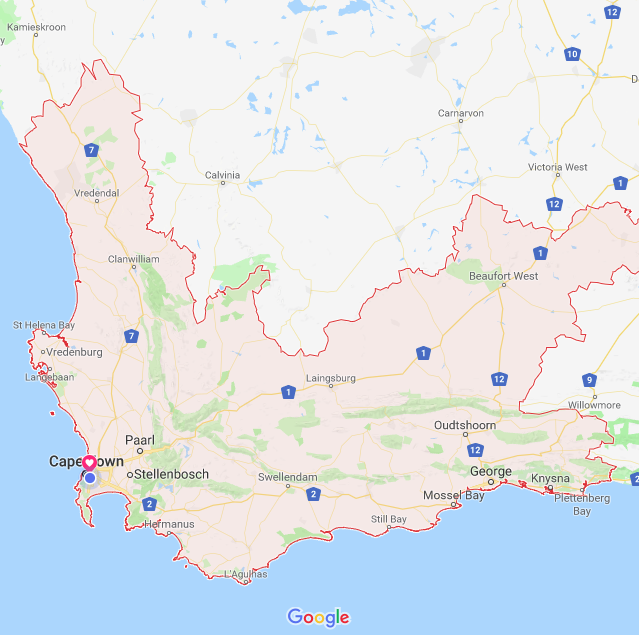 12
Kamieskroon
10
Carnarvon
7
Calvinia
Victoria West
1
Vredendal
12
Clanwilliam
1
Beaufort West
St Helena Bay
7
Vredenburg
1
Langebaan
Laingsburg
1
12
9
Willowmore
Oudtshoorn
Paarl
12
Cape Town
Stellenbosch
George
Swellendam
Knysna
2
2
Mossel Bay
Plettenberg
Bay
2
Hermanus
Still Bay
L'Agulhas
Google